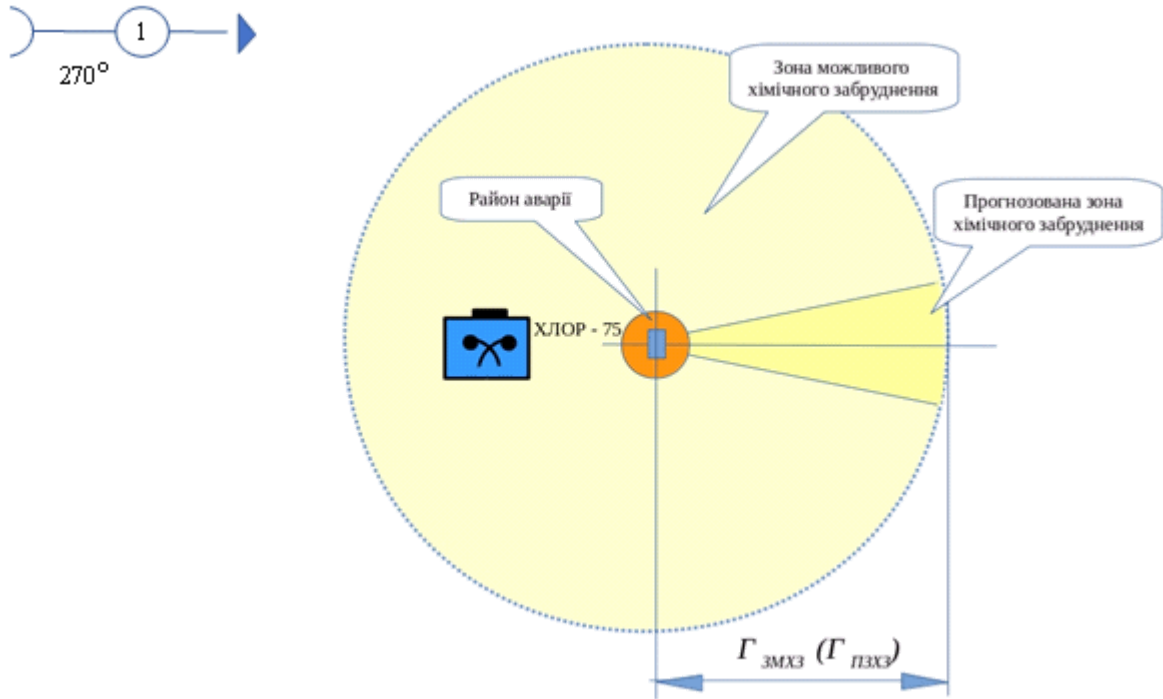 1
270°
Зона можливого
хімічного забруднення
Район аварії
Прогнозована зона
хімічного забруднення
ХЛОР - 75
Г ЗМХЗ (Г ПЗХЗ)